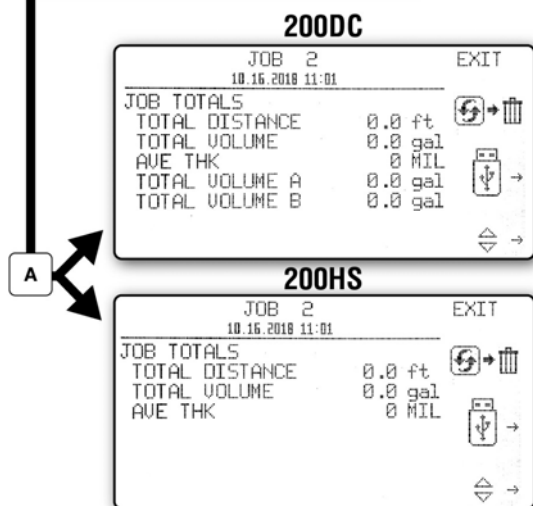 200DC
JOB 2 EXIT
10.16.2018 11:01
JOB TOTALS
TOTAL DISTANCE 0.0 ft
TOTAL VOLUME 0.0 gal
AVE THK 0 MIL
TOTAL VOLUME A 0.0 gal
TOTAL VOLUME B 0.0 gal
A
200HS
JOB 2 EXIT
10.16.2018 11:01
JOB TOTALS
TOTAL DISTANCE 0.0 ft
TOTAL VOLUME 0.0 gal
AVE THK 0 MIL